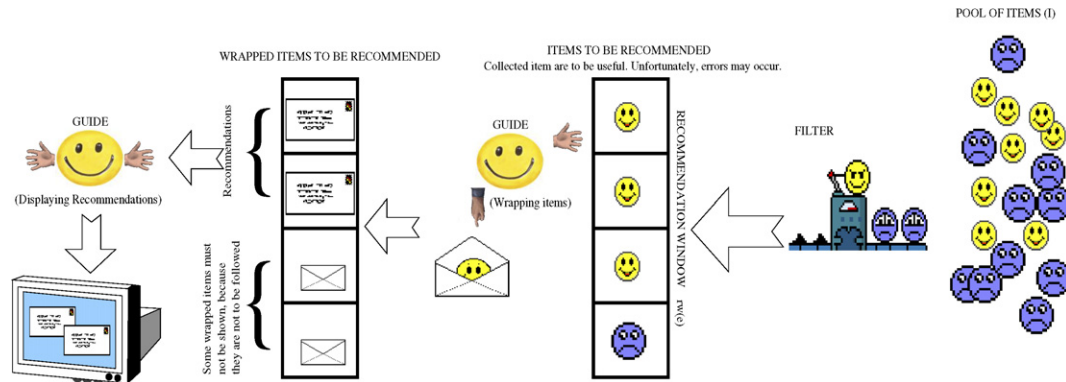 POOL OF ITEMS (I)
WRAPPED ITEMS TO BE RECOMMENDED
ITEMS TO BE RECOMMENDED
Collected item are to be useful. Unfortunately, errors may occur.
GUIDE
(Displaying Recommendations)
Recommendations
Some wrapped items must
not be shown, because
they are not to be followed
GUIDE
(Wrapping items)
RECOMMENDATION WINDOW rw(e)
FILTER